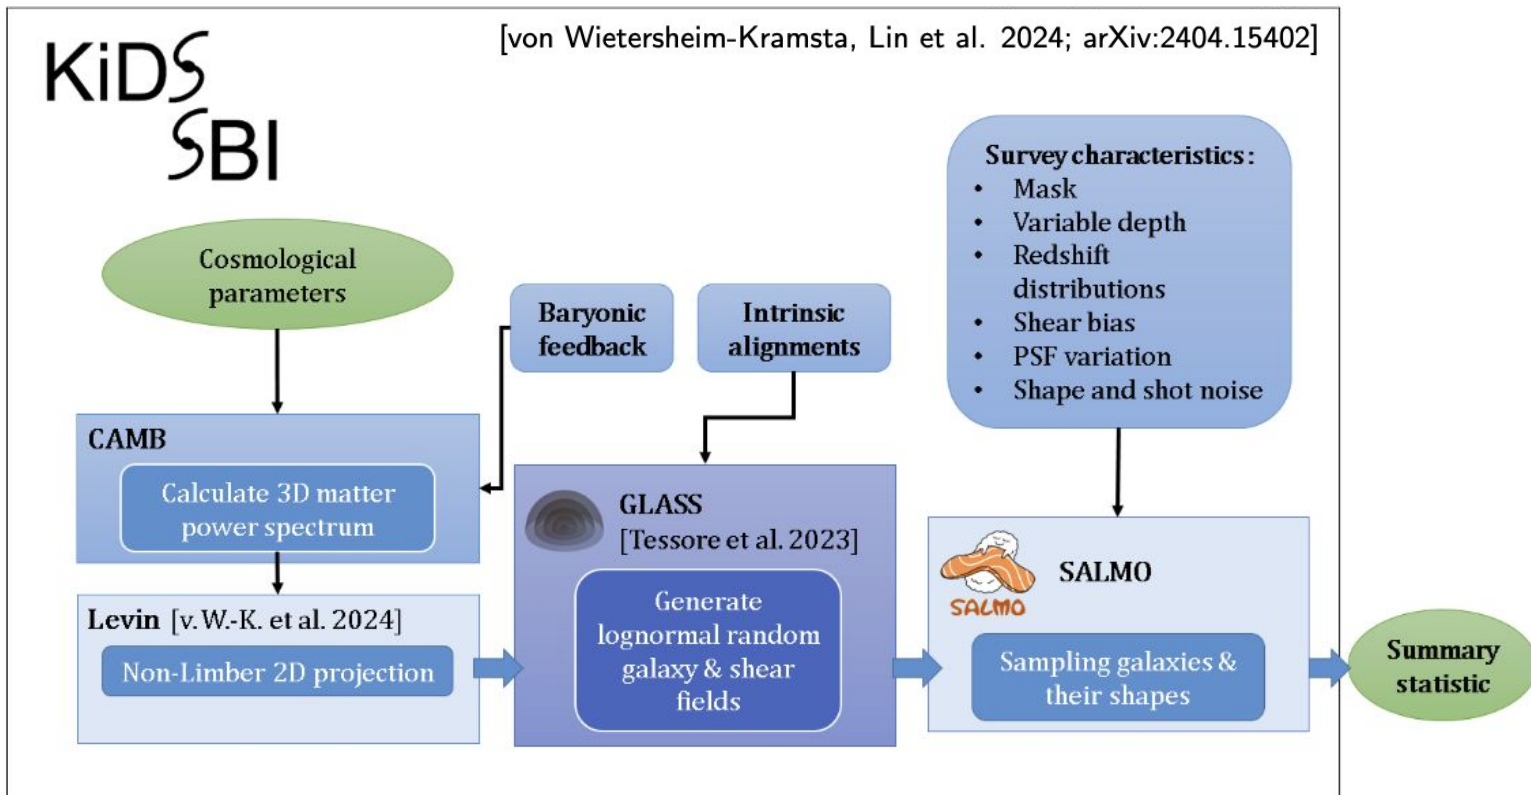 [von Wietersheim-Kramsta, Lin et al. 2024; arXiv:2404.15402]
KiDS
SBI
Cosmological
parameters
Baryonic
feedback
Intrinsic
alignments
Survey characteristics:
• Mask
• Variable depth
• Redshift
distributions
• Shear bias
• PSF variation
• Shape and shot noise
CAMB
Calculate 3D matter
power spectrum
Levin [v. W.-K. et al. 2024]
Non-Limber 2D projection
GLASS
[Tessore et al. 2023]
Generate
lognormal random
galaxy & shear
fields
SALMO
SALMO
Sampling galaxies &
their shapes
Summary
statistic